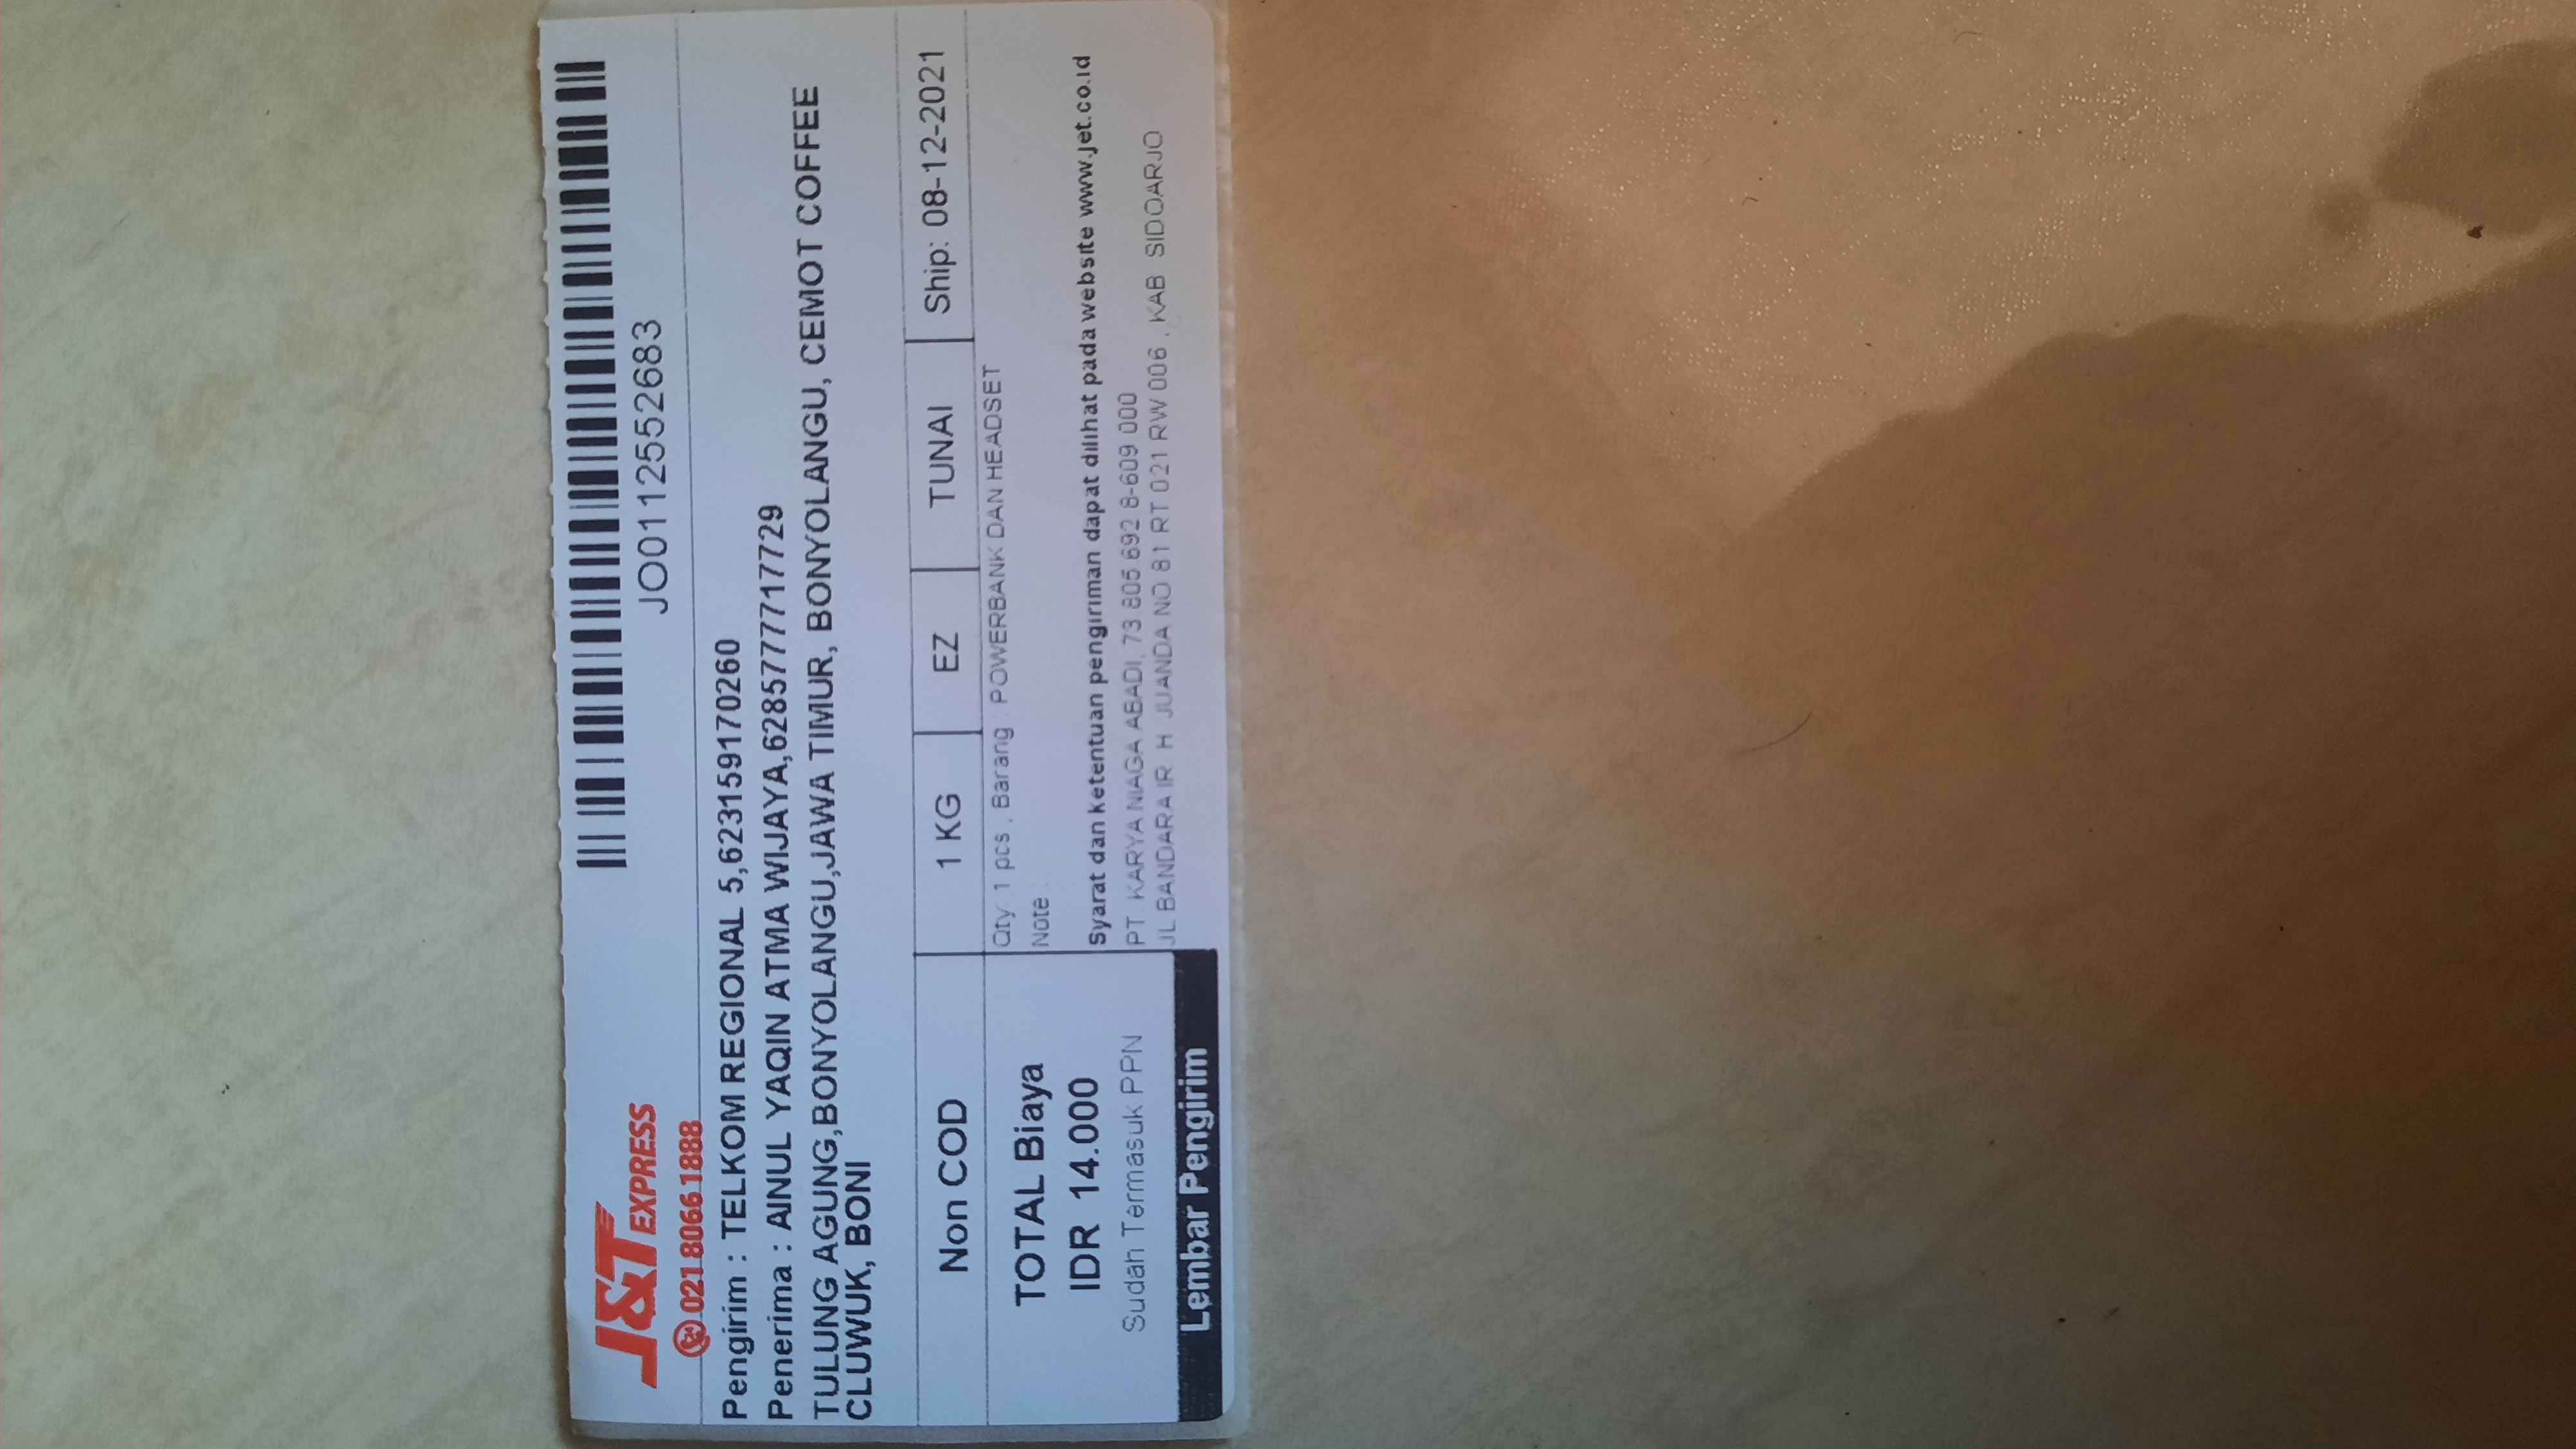 J&T EXPRESS
021 8066 1888
JO0112552683
Pengirim : TELKOM REGIONAL 5,623159170260
Penerima : AINUL YAQIN ATMA WIJAYA,6285777717729
TULUNG AGUNG,BONYOLANGU,JAWA TIMUR, BONYOLANGU, CEMOT COFFEE
CLUWUK, BONI
Non COD 1 KG EZ TUNAI Ship: 08-12-2021
TOTAL Biaya
IDR 14.000
Sudah Termasuk PPN
Lembar Pengirim
Qty 1 pcs , Barang : POWERBANK DAN HEADSET
Note :
Syarat dan ketentuan pengiriman dapat dilihat pada website www.jet.co.id
PT. KARYA NIAGA ABADI, 73 805 692 8-609 000
JL BANDARA IR H JUANDA NO 81 RT 021 RW 006 , KAB SIDOARJO